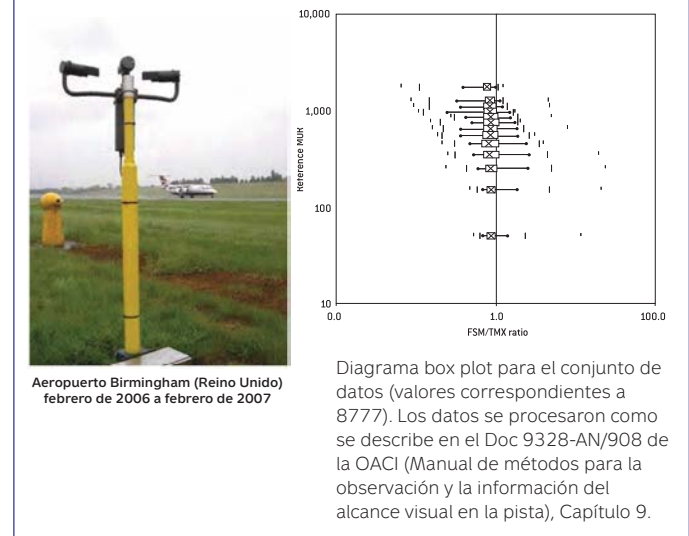 Aeropuerto Birmingham (Reino Unido)
febrero de 2006 a febrero de 2007
10,000
1,000
100
10
Reference MOR
0.0
1.0
100.0
FSM/TMX ratio
Diagrama box plot para el conjunto de
datos (valores correspondientes a
8777). Los datos se procesaron como
se describe en el Doc 9328-AN/908 de
la OACI (Manual de métodos para la
observación y la información del
alcance visual en la pista), Capítulo 9.